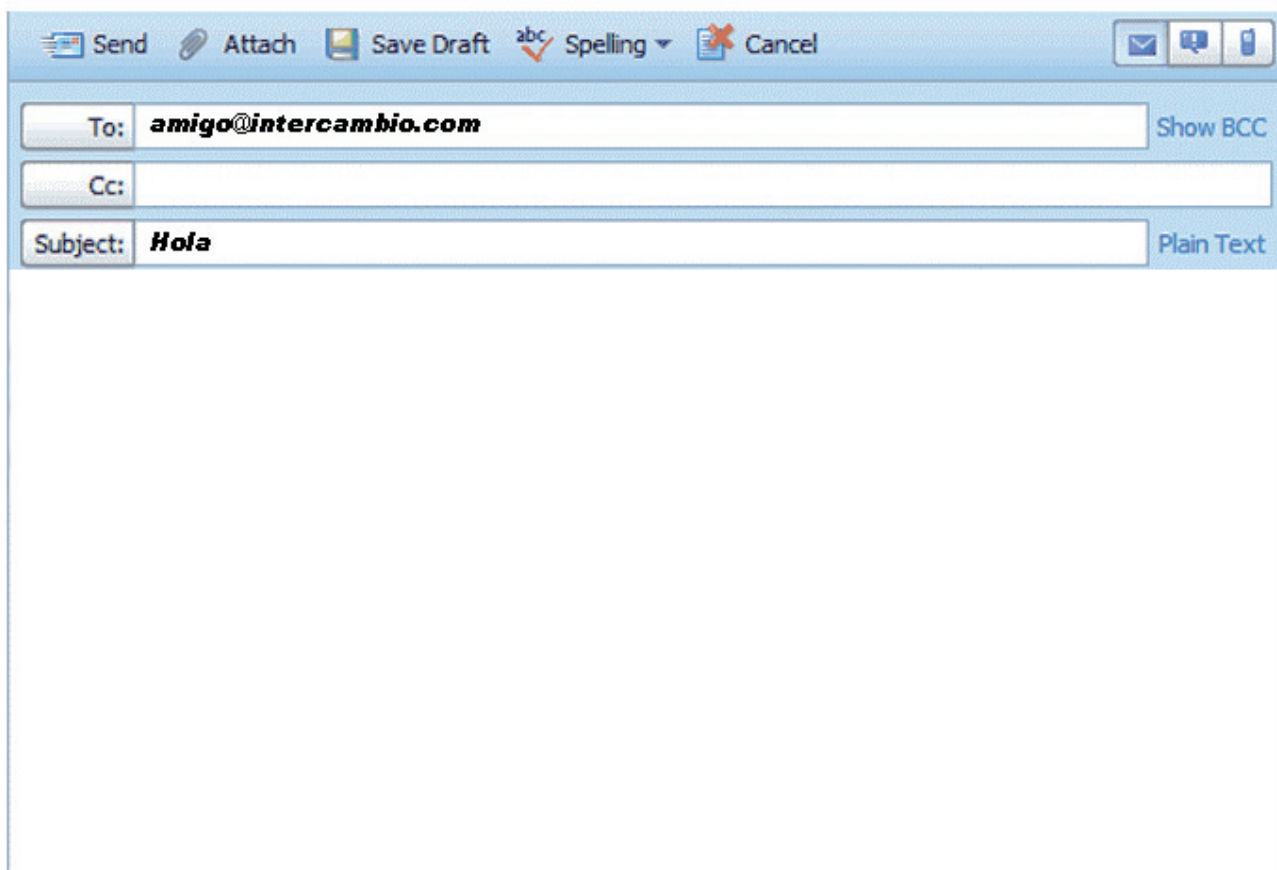 Send Attach Save Draft abc Spelling Cancel
To: amigo@intercambio.com Show BCC
Cc:
Subject: Hola Plain Text